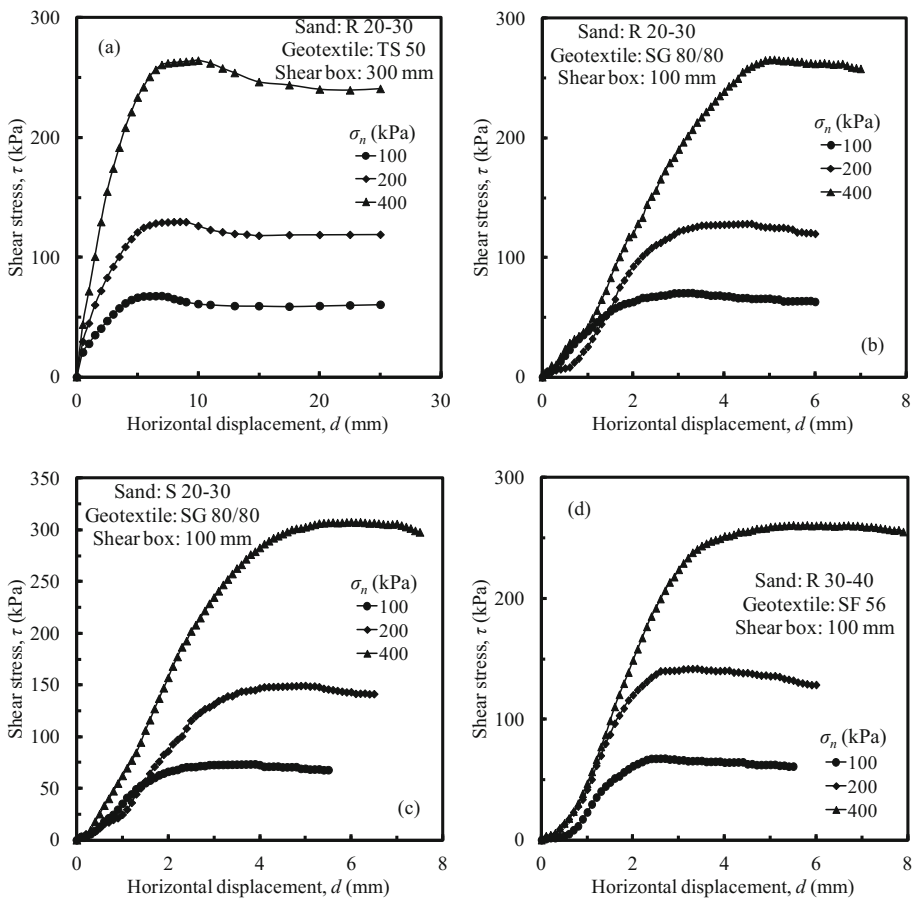 300
250
200
150
100
50
0
Shear stress, τ (kPa)
(a)
Sand: R 20-30
Geotextile: TS 50
Shear box: 300 mm
σn (kPa)
100
200
400
0 10 20 30
Horizontal displacement, d (mm)
300
250
200
150
100
50
0
Shear stress, τ (kPa)
Sand: R 20-30
Geotextile: SG 80/80
Shear box: 100 mm
σn (kPa)
100
200
400
(b)
0 2 4 6 8
Horizontal displacement, d (mm)
350
300
250
200
150
100
50
0
Shear stress, τ (kPa)
Sand: S 20-30
Geotextile: SG 80/80
Shear box: 100 mm
σn (kPa)
100
200
400
(c)
0 2 4 6 8
Horizontal displacement, d (mm)
300
200
100
0
Shear stress, τ (kPa)
(d)
Sand: R 30-40
Geotextile: SF 56
Shear box: 100 mm
σn (kPa)
100
200
400
0 2 4 6 8
Horizontal displacement, d (mm)